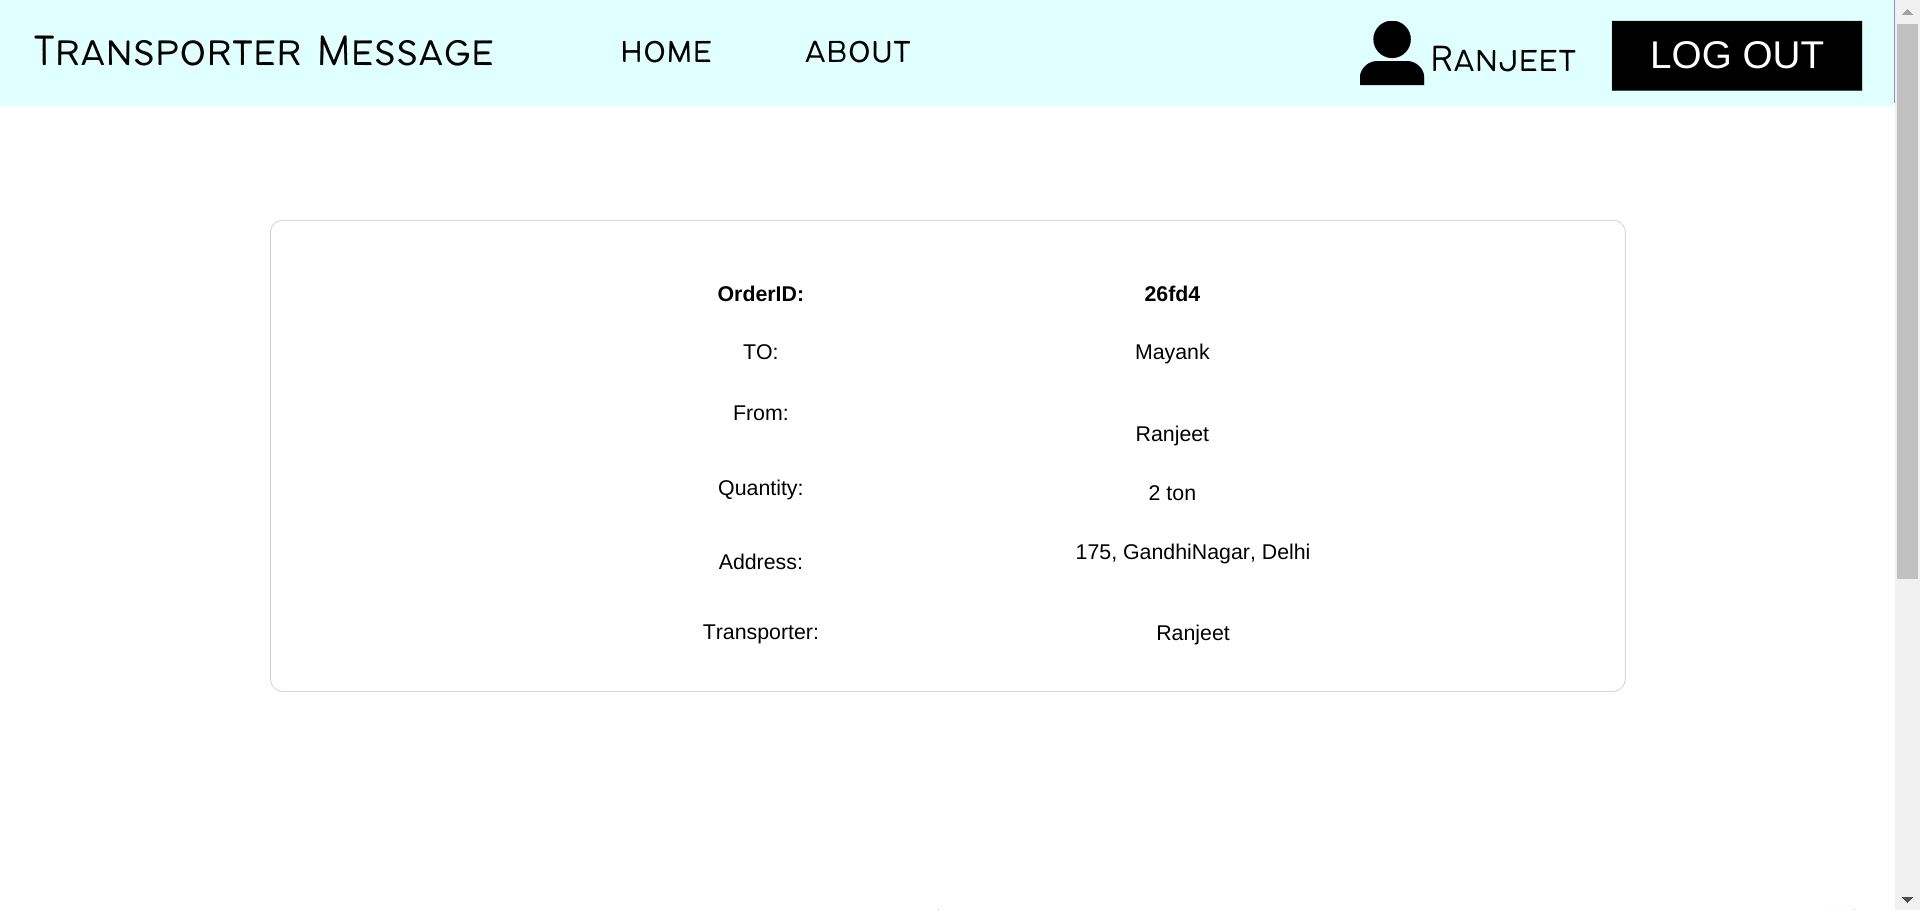 Transporter Message HOME ABOUT Ranjeet LOG OUT
OrderID: 26fd4
TO: Mayank
From: Ranjeet
Quantity: 2 ton
Address: 175, GandhiNagar, Delhi
Transporter: Ranjeet